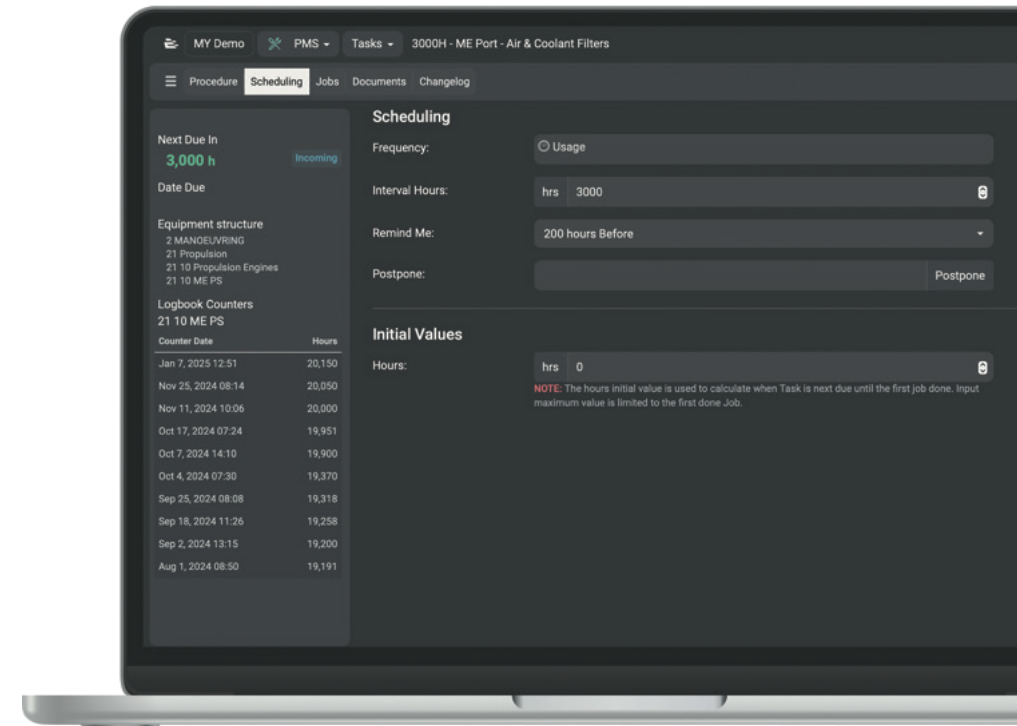 MY Demo PMS Tasks 3000H - ME Port - Air & Coolant Filters
Procedure Scheduling Jobs Documents Changelog
Next Due In
3,000 h Incoming
Date Due
Equipment structure
2 MANOEUVRING
21 Propulsion
21 10 Propulsion Engines
21 10 ME PS
Logbook Counters
21 10 ME PS
Counter Date Hours
Jan 7, 2025 12:51 20,150
Nov 25, 2024 08:14 20,050
Nov 11, 2024 10:06 20,000
Oct 17, 2024 07:24 19,951
Oct 7, 2024 14:10 19,900
Oct 4, 2024 07:30 19,370
Sep 25, 2024 08:08 19,318
Sep 18, 2024 11:26 19,258
Sep 2, 2024 13:15 19,200
Aug 1, 2024 08:50 19,191
Scheduling
Frequency: Usage
Interval Hours: hrs 3000
Remind Me: 200 hours Before
Postpone: Postpone
Initial Values
Hours: hrs 0
NOTE: The hours initial value is used to calculate when Task is next due until the first job done. Input
maximum value is limited to the first done Job.